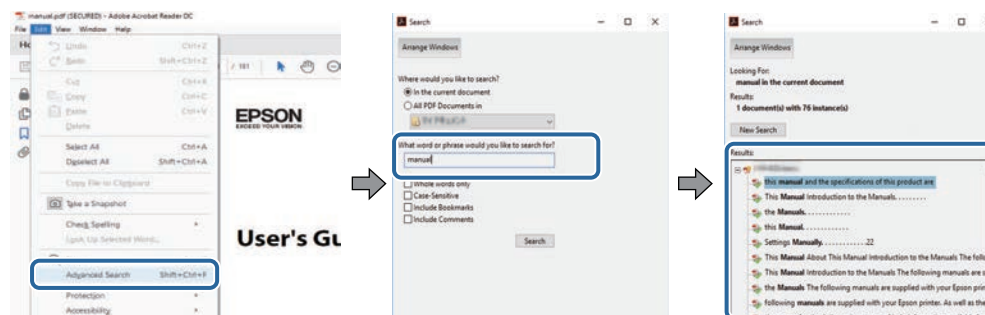 manual.pdf (SECURED) - Adobe Acrobat Reader DC
File Edit View Window Help
Undo Ctrl+Z
Redo Shift+Ctrl+Z
Cut Ctrl+X
Copy Ctrl+C
Paste Ctrl+V
Delete
Select All Ctrl+A
Deselect All Shift+Ctrl+A
Copy File to Clipboard
Take a Snapshot
Check Spelling
Look Up Selected Word...
Advanced Search Shift+Ctrl+F
Protection
Accessibility
EPSON
EXCEED YOUR VISION
User's Gu
Search
Arrange Windows
Where would you like to search?
In the current document
All PDF Documents in
What word or phrase would you like to search for?
manual
Whole words only
Case-Sensitive
Include Bookmarks
Include Comments
Search
Search
Arrange Windows
Looking For:
manual in the current document
Results:
1 document(s) with 76 instance(s)
New Search
Results:
this manual and the specifications of this product are
This Manual Introduction to the Manuals.........
the Manuals.............
this Manual.............
Settings Manually.............22
This Manual About This Manual Introduction to the Manuals The follo
This Manual Introduction to the Manuals The following manuals are s
the Manuals The following manuals are supplied with your Epson prin
following manuals are supplied with your Epson printer. As well as the